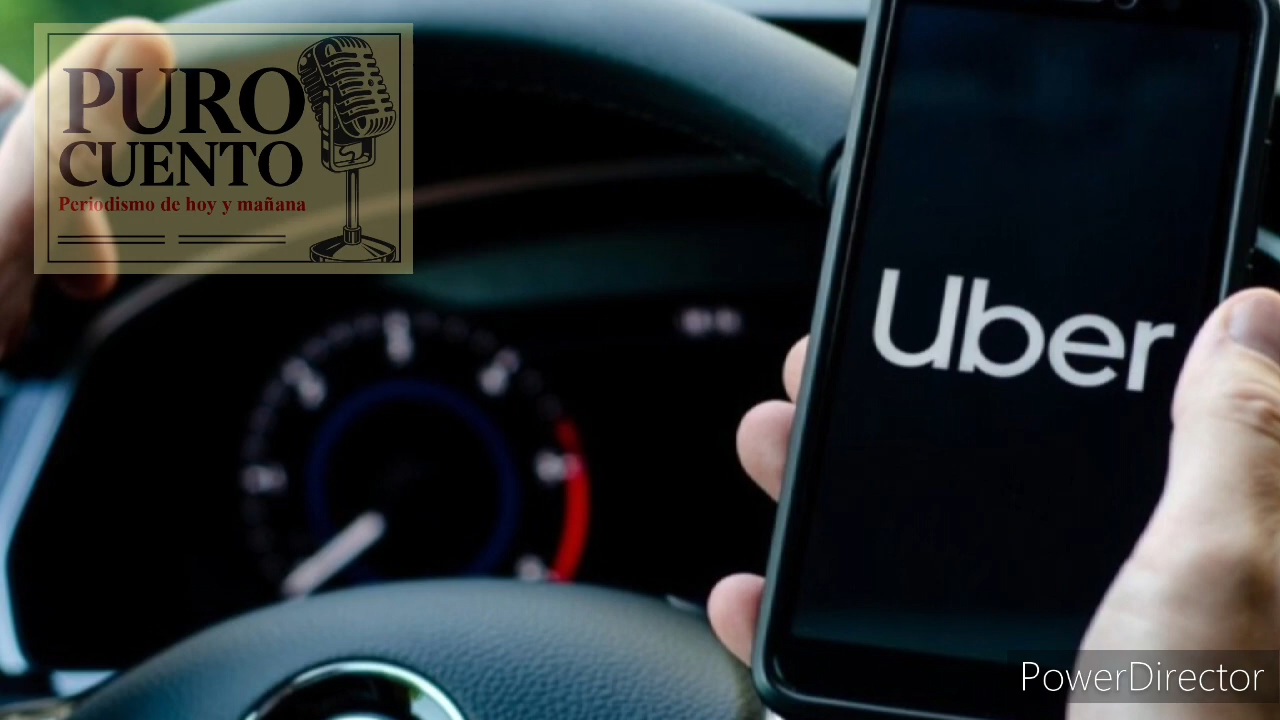 PURO
CUENTO
Periodismo de hoy y mañana
Uber
PowerDirector